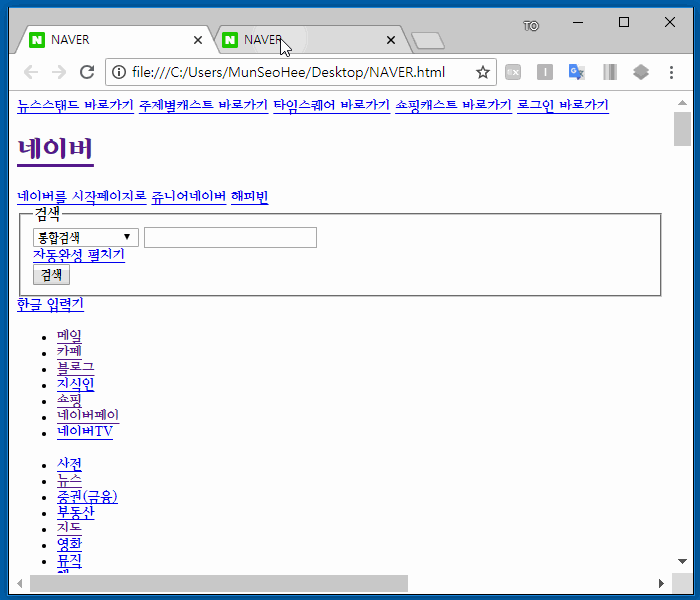 TO
NAVER
NAVER
file:///C:/Users/MunSeoHee/Desktop/NAVER.html
뉴스스탠드 바로가기 주제별캐스트 바로가기 타임스퀘어 바로가기 쇼핑캐스트 바로가기 로그인 바로가기
네이버
네이버를 시작페이지로 쥬니어네이버 해피빈
검색
통합검색
자동완성 펼치기
검색
한글 입력기
메일
카페
블로그
지식인
쇼핑
네이버페이
네이버TV
사전
뉴스
증권(금융)
부동산
지도
영화
뮤직